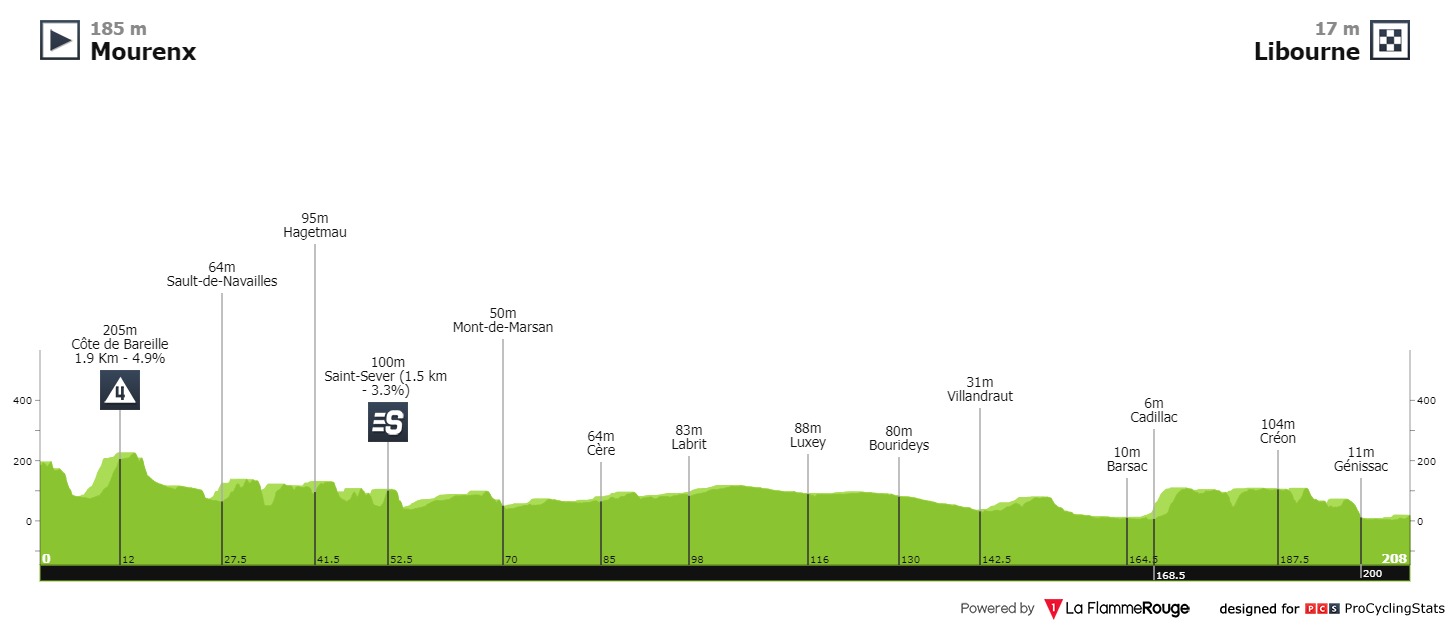 185 m
Mourenx
17 m
Libourne
95m
Hagetmau
64m
Sault-de-Navailles
50m
Mont-de-Marsan
205m
Côte de Bareille
1.9 Km - 4.9%
4
100m
Saint-Sever (1.5 km
- 3.3%)
S
31m
Villandraut
6m
Cadillac
104m
Créon
83m
Labrit
88m
Luxey
80m
Bourideys
64m
Cère
10m
Barsac
11m
Génissac
400
400
200
200
0
0
0
12
27.5
41.5
52.5
70
85
98
116
130
142.5
164.5
187.5
208
168.5
200
Powered by 1 La FlammeRouge designed for PCS ProCyclingStats